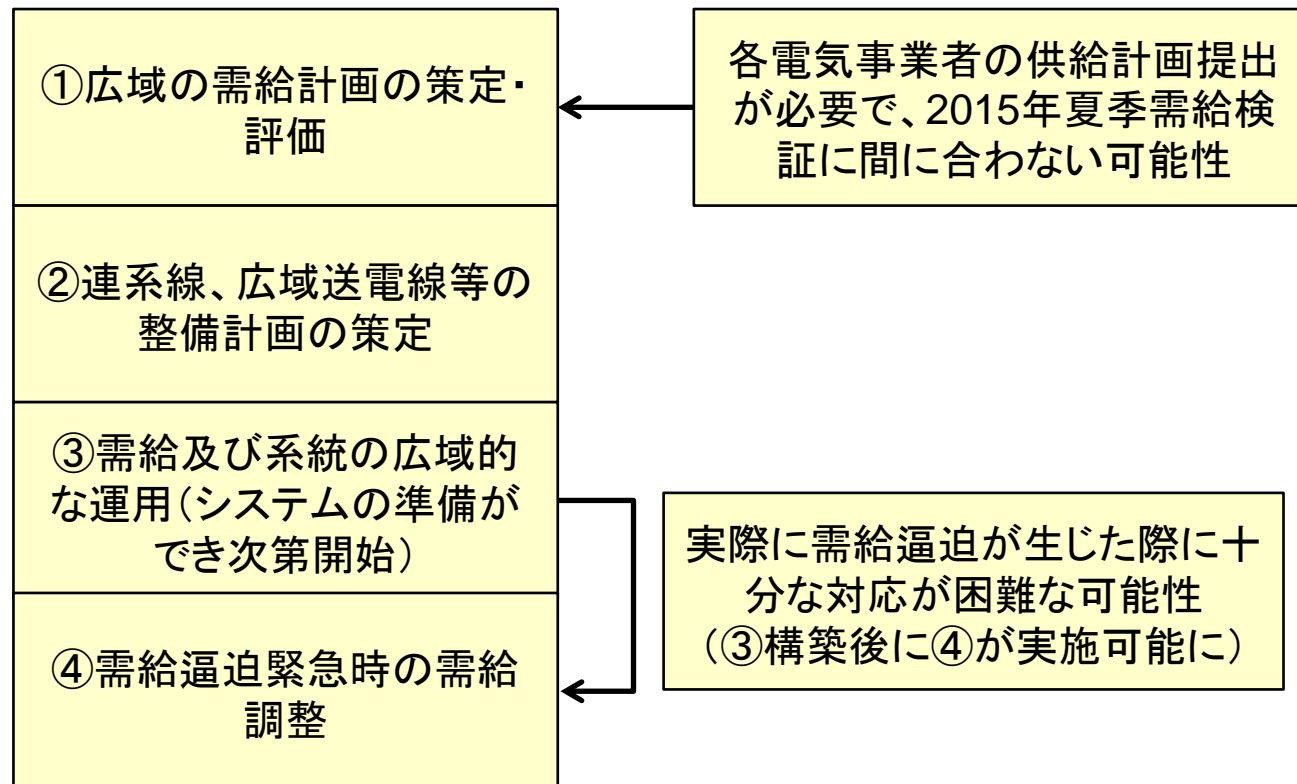 ①広域の需給計画の策定・
評価
各電気事業者の供給計画提出
が必要で、2015年夏季需給検
証に間に合わない可能性
②連系線、広域送電線等の
整備計画の策定
③需給及び系統の広域的
な運用（システムの準備が
でき次第開始）
実際に需給逼迫が生じた際に十
分な対応が困難な可能性
（③構築後に④が実施可能に）
④需給逼迫緊急時の需給
調整